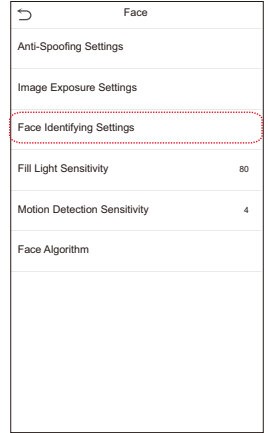 Face
Anti-Spoofing Settings
Image Exposure Settings
Face Identifying Settings
Fill Light Sensitivity 80
Motion Detection Sensitivity 4
Face Algorithm